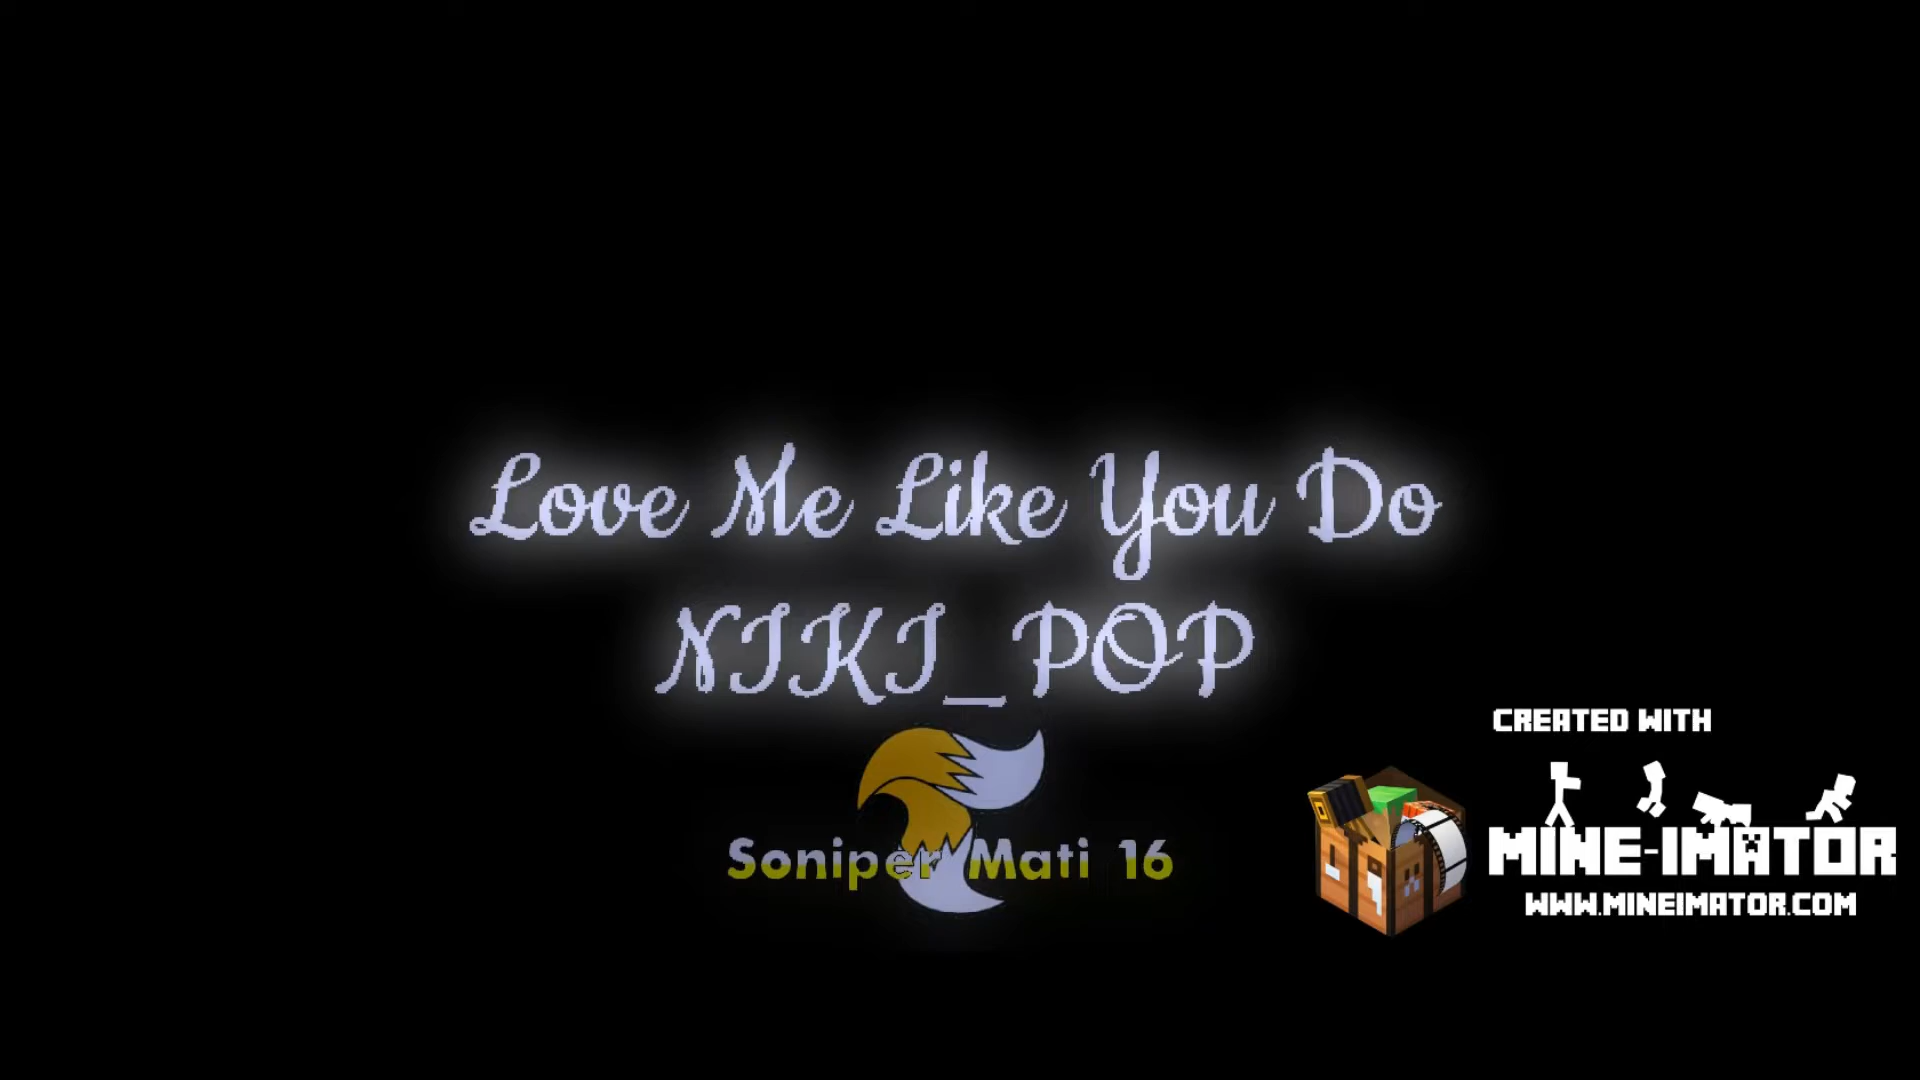 Love Me Like You Do
NIKI_POP
Soniper Mati 16
CREATED WITH
MINE-IMATOR
WWW.MINEIMATOR.COM